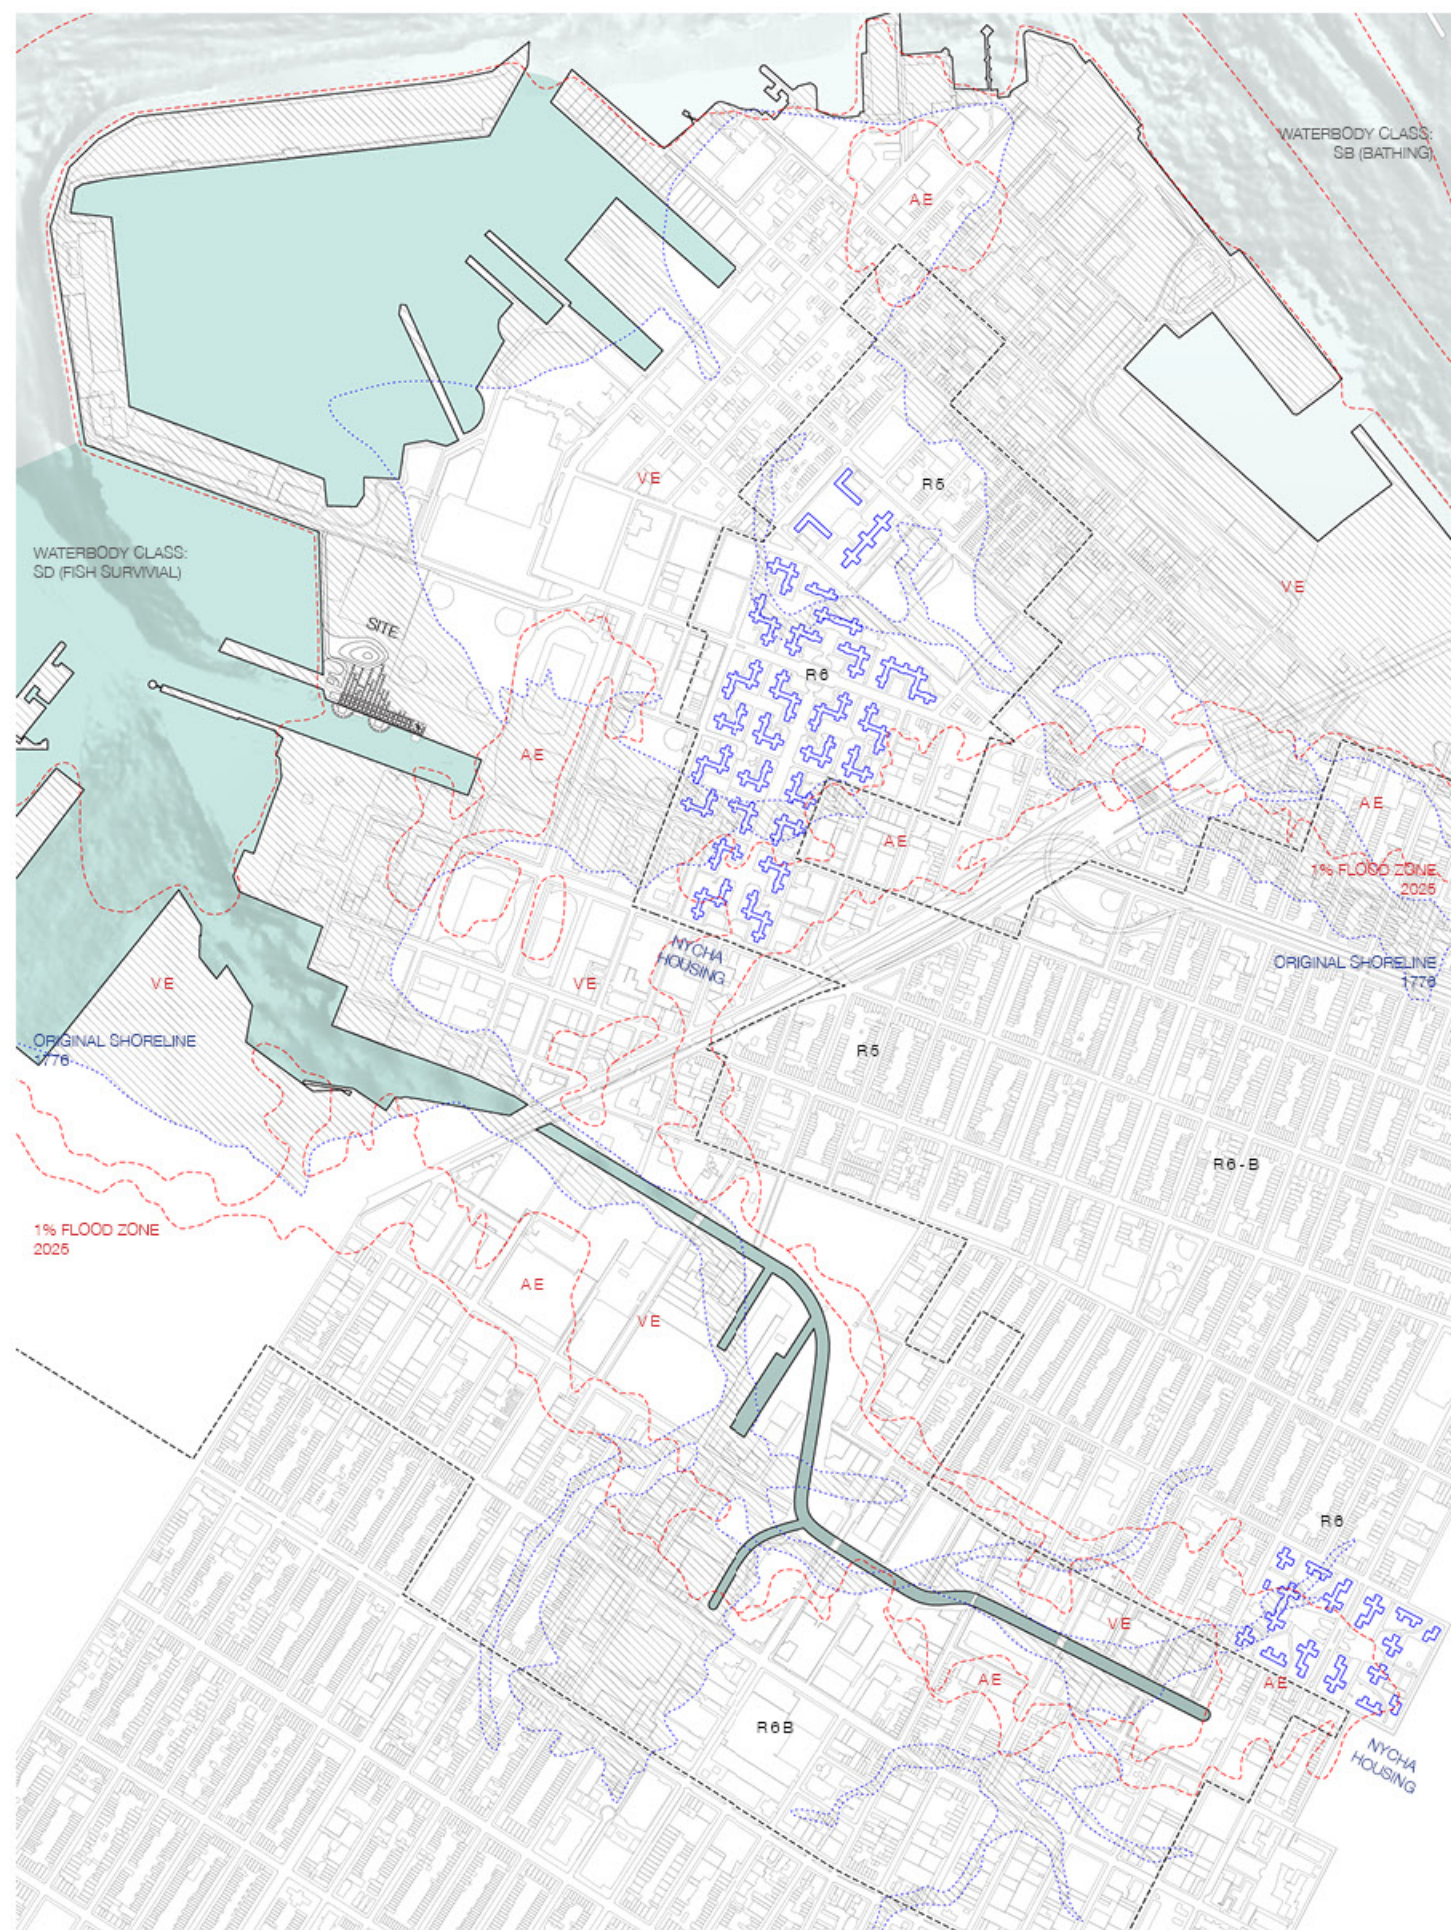 WATERBODY CLASS:
SB (BATHING)
AE
VE
R5
WATERBODY CLASS:
SD (FISH SURVIVIAL)
VE
SITE
R6
AE
AE
AE
1% FLOOD ZONE
2025
NYCHA
HOUSING
ORIGINAL SHORELINE
1776
VE
VE
ORIGINAL SHORELINE
1776
R5
R6-B
1% FLOOD ZONE
2025
AE
VE
R6
VE
AE
AE
R6B
NYCHA
HOUSING